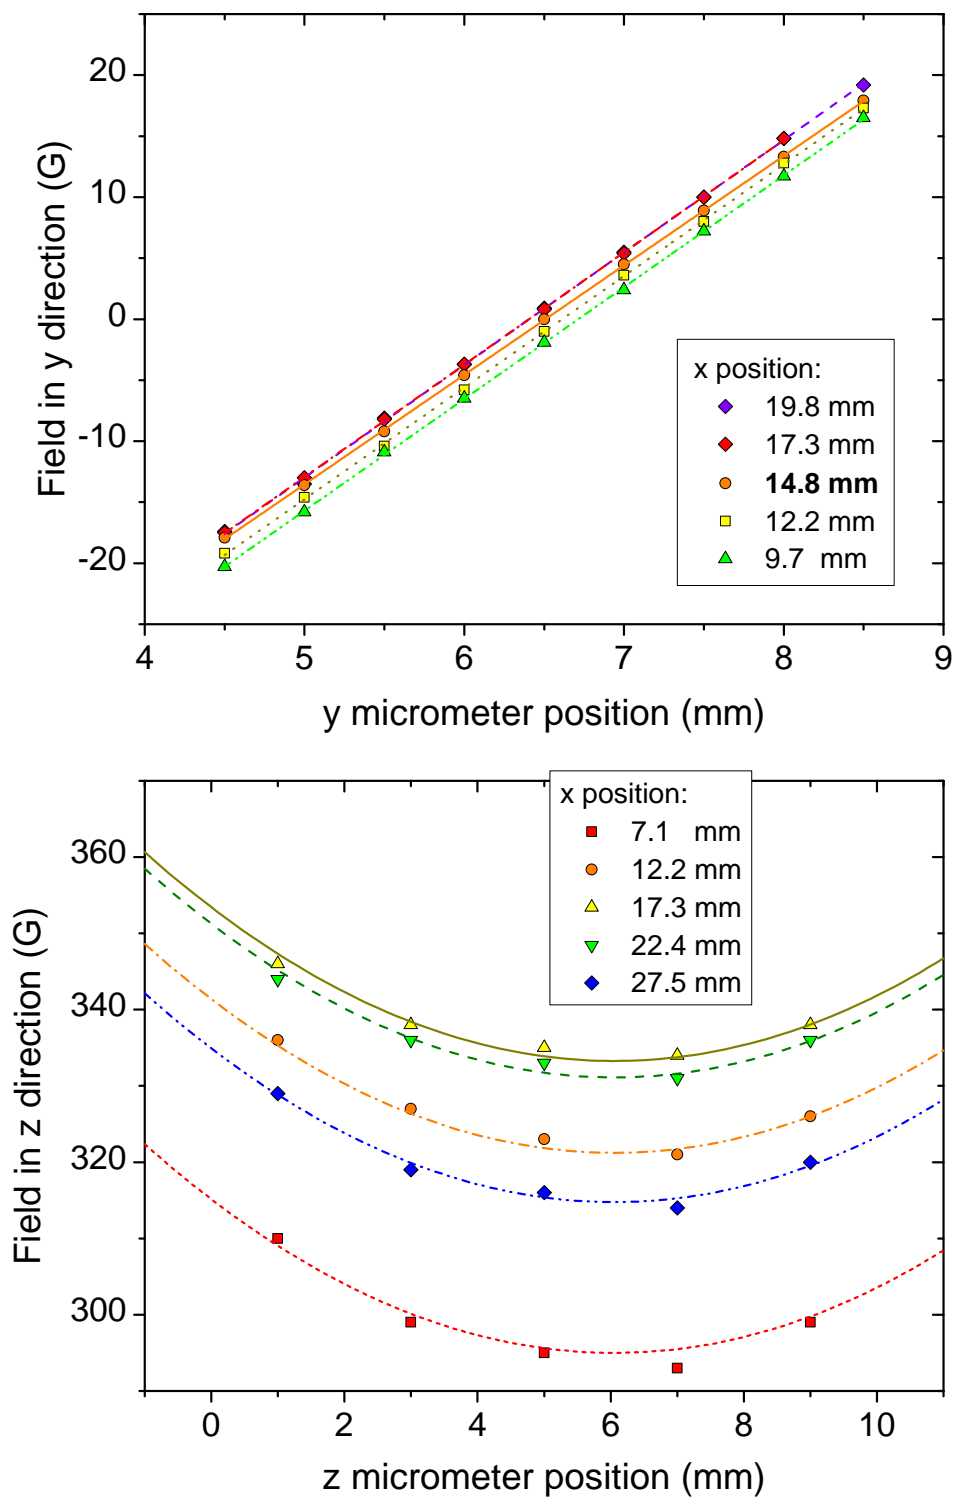 20
10
0
-10
-20
Field in y direction (G)
x position:
19.8 mm
17.3 mm
14.8 mm
12.2 mm
9.7 mm
4 5 6 7 8 9
y micrometer position (mm)
360
340
320
300
Field in z direction (G)
x position:
7.1 mm
12.2 mm
17.3 mm
22.4 mm
27.5 mm
0 2 4 6 8 10
z micrometer position (mm)